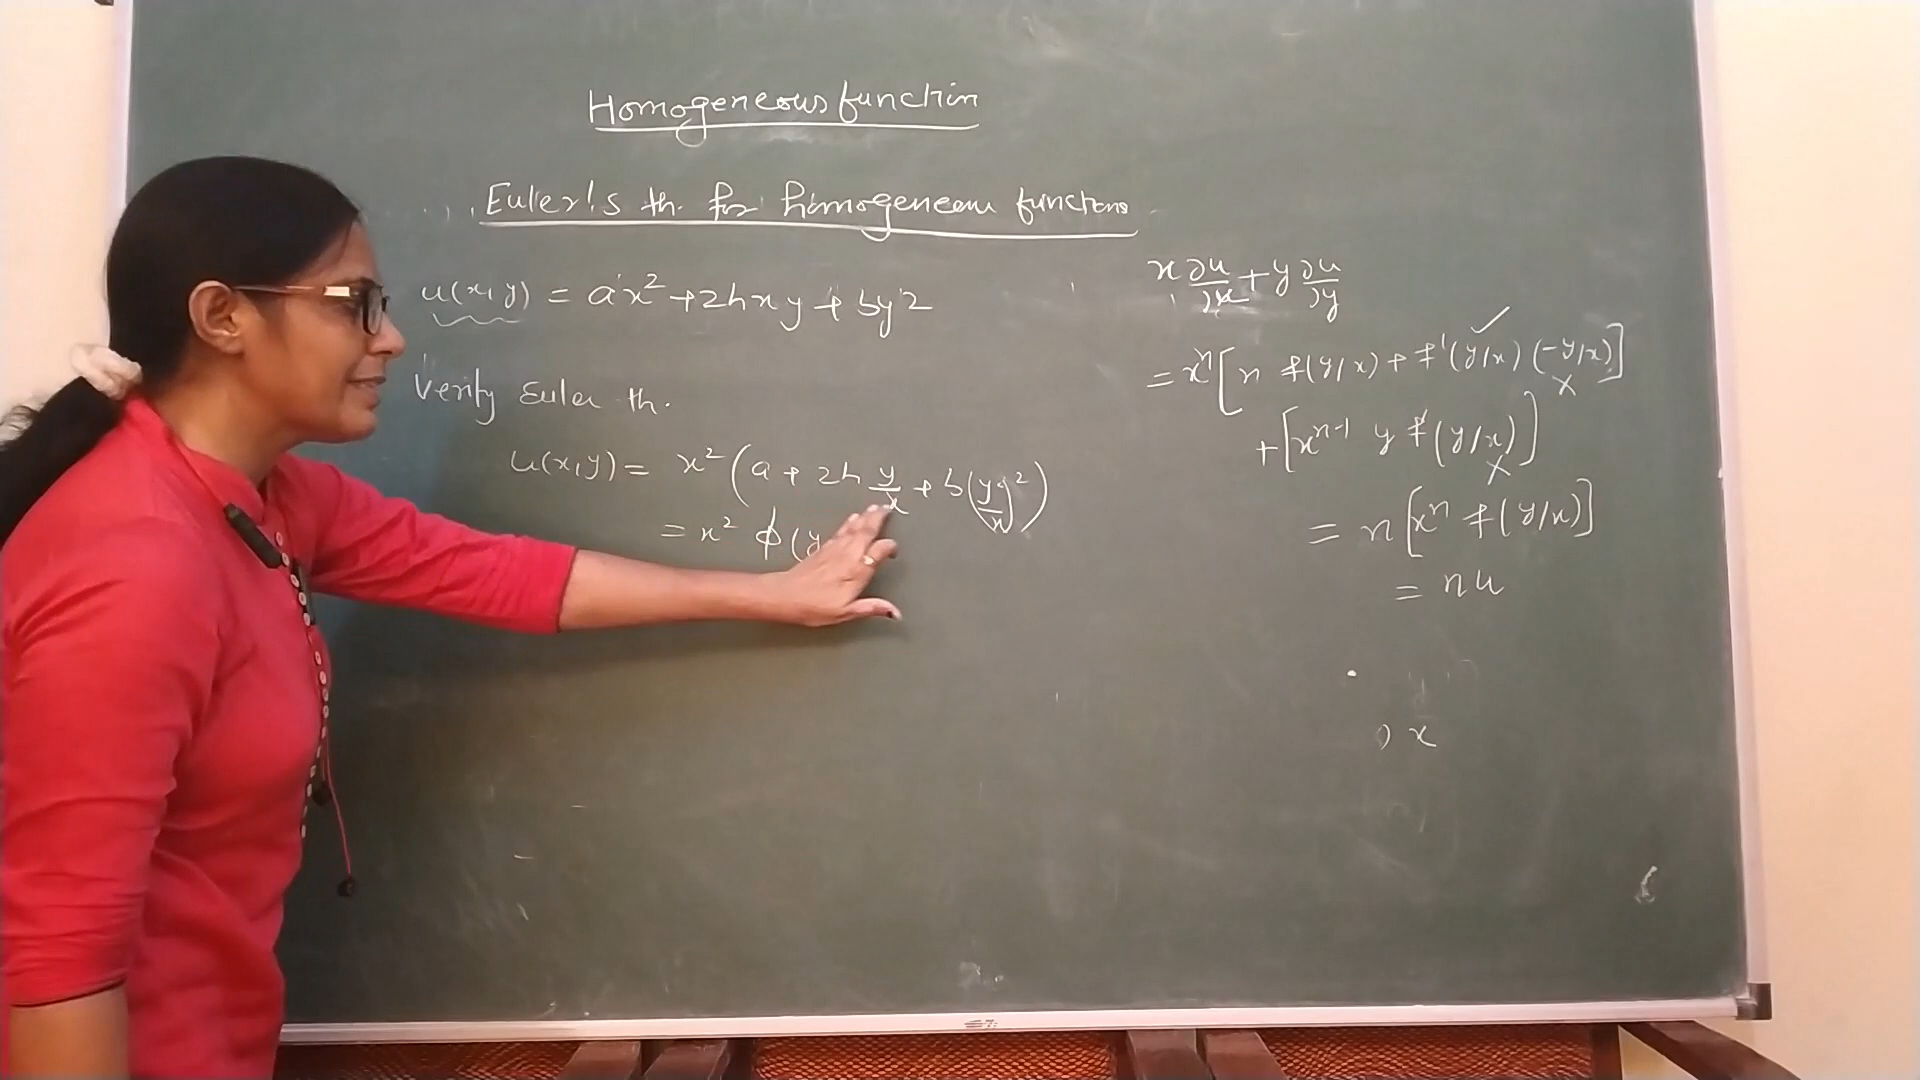 Homogeneous function
Euler's th. for homogeneous functions
u(x,y) = ax² + 2hxy + by²
Verify Euler th.
u(x,y) = x² (a + 2h y/x + b(y/x)²)
= x² ϕ(y
x ∂u/∂x + y ∂u/∂y
= xⁿ [n f(y/x) + f'(y/x) (-y/x)]
+ [xⁿ⁻¹ y f'(y/x)]
= n [xⁿ f(y/x)]
= nu
x